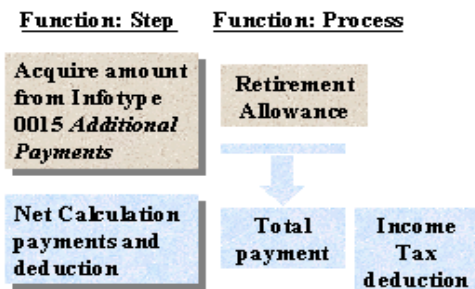 Function: Step
Function: Process
Acquire amount
from Infotype
0015 Additional
Payments
Retirement
Allowance
Net Calculation
payments and
deduction
Total
payment
Income
Tax
deduction